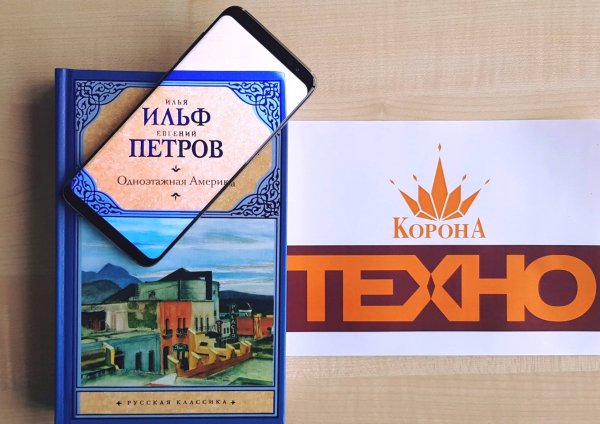 ИЛЬЯ
ИЛЬФ
ЕВГЕНИЙ
ПЕТРОВ
Одноэтажная Америка
РУССКАЯ КЛАССИКА
КОРОНА
ТЕХНО